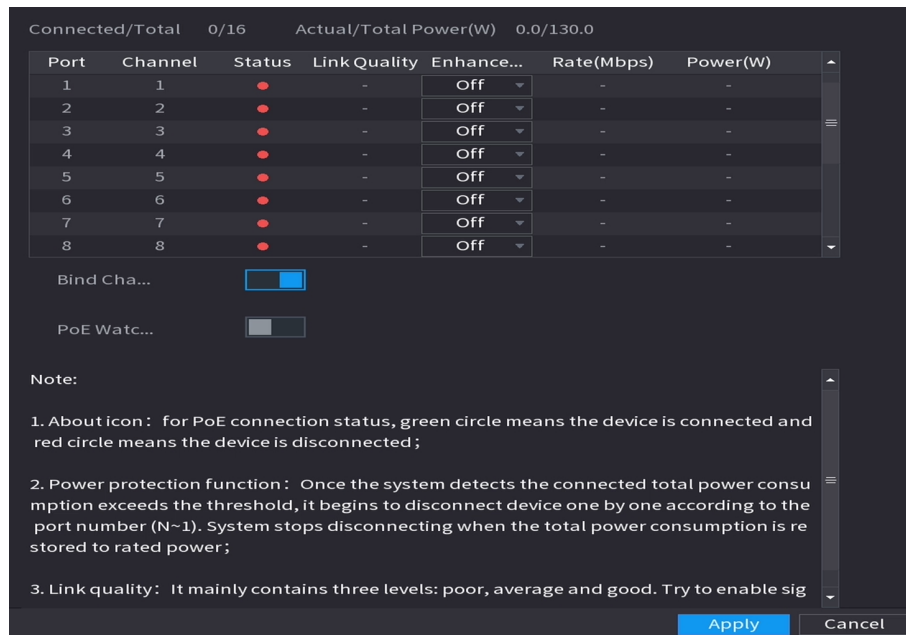 Connected/Total 0/16 Actual/Total Power(W) 0.0/130.0
Port Channel Status Link Quality Enhance... Rate(Mbps) Power(W)
1 1 - Off - -
2 2 - Off - -
3 3 - Off - -
4 4 - Off - -
5 5 - Off - -
6 6 - Off - -
7 7 - Off - -
8 8 - Off - -
Bind Cha...
PoE Watc...
Note:
1. About icon： for PoE connection status, green circle means the device is connected and
red circle means the device is disconnected；
2. Power protection function： Once the system detects the connected total power consu
mption exceeds the threshold, it begins to disconnect device one by one according to the
port number (N~1). System stops disconnecting when the total power consumption is re
stored to rated power；
3. Link quality： It mainly contains three levels: poor, average and good. Try to enable sig
Apply Cancel